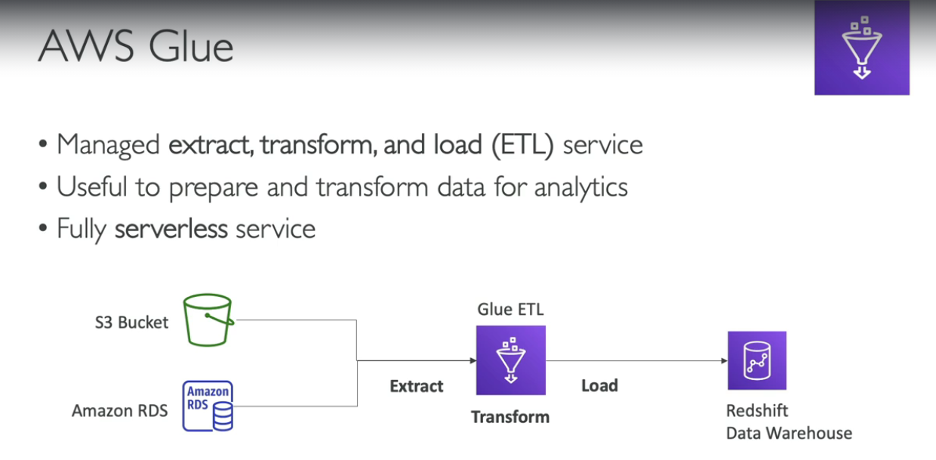 AWS Glue
• Managed extract, transform, and load (ETL) service
• Useful to prepare and transform data for analytics
• Fully serverless service
Glue ETL
S3 Bucket
Amazon
RDS
Amazon RDS
Extract
Transform
Load
Redshift
Data Warehouse